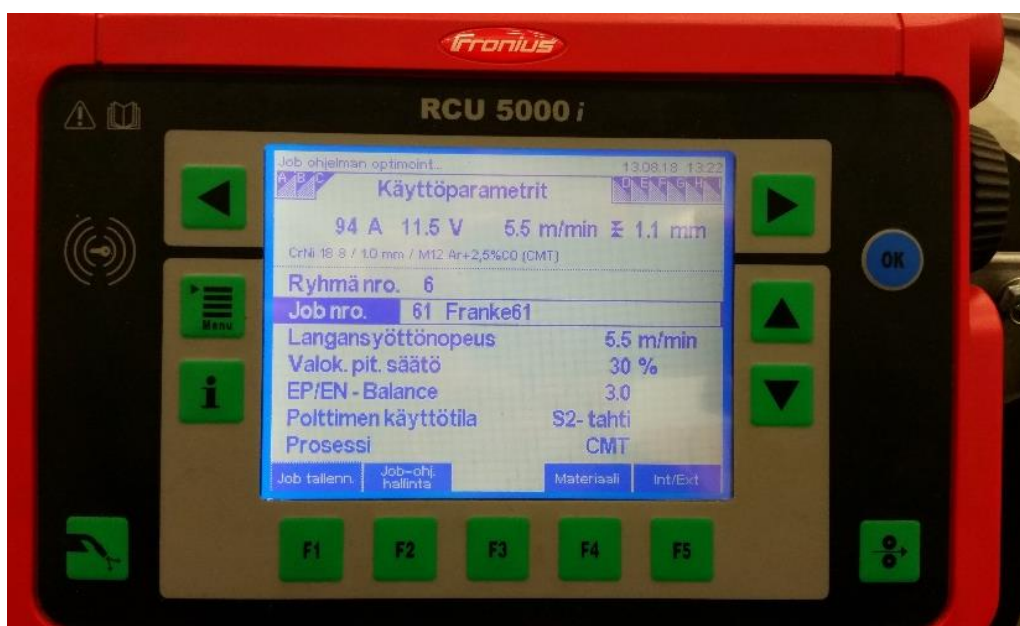 Fronius
RCU 5000 i
Job ohjelman optimoint... 13.08.18 13:22
A B C Käyttöparametrit D E F G H I
94 A 11.5 V 5.5 m/min 1.1 mm
CrNi 18 8 / 1.0 mm / M12 Ar+2,5%CO (CMT)
Ryhmä nro. 6
Job nro. 61 Franke61
Langansyöttönopeus 5.5 m/min
Valok. pit. säätö 30 %
EP/EN - Balance 3.0
Polttimen käyttötila S2- tahti
Prosessi CMT
Job tallenn. Job-ohj. hallinta Materiaali Int/Ext
Menu
i
OK
F1 F2 F3 F4 F5